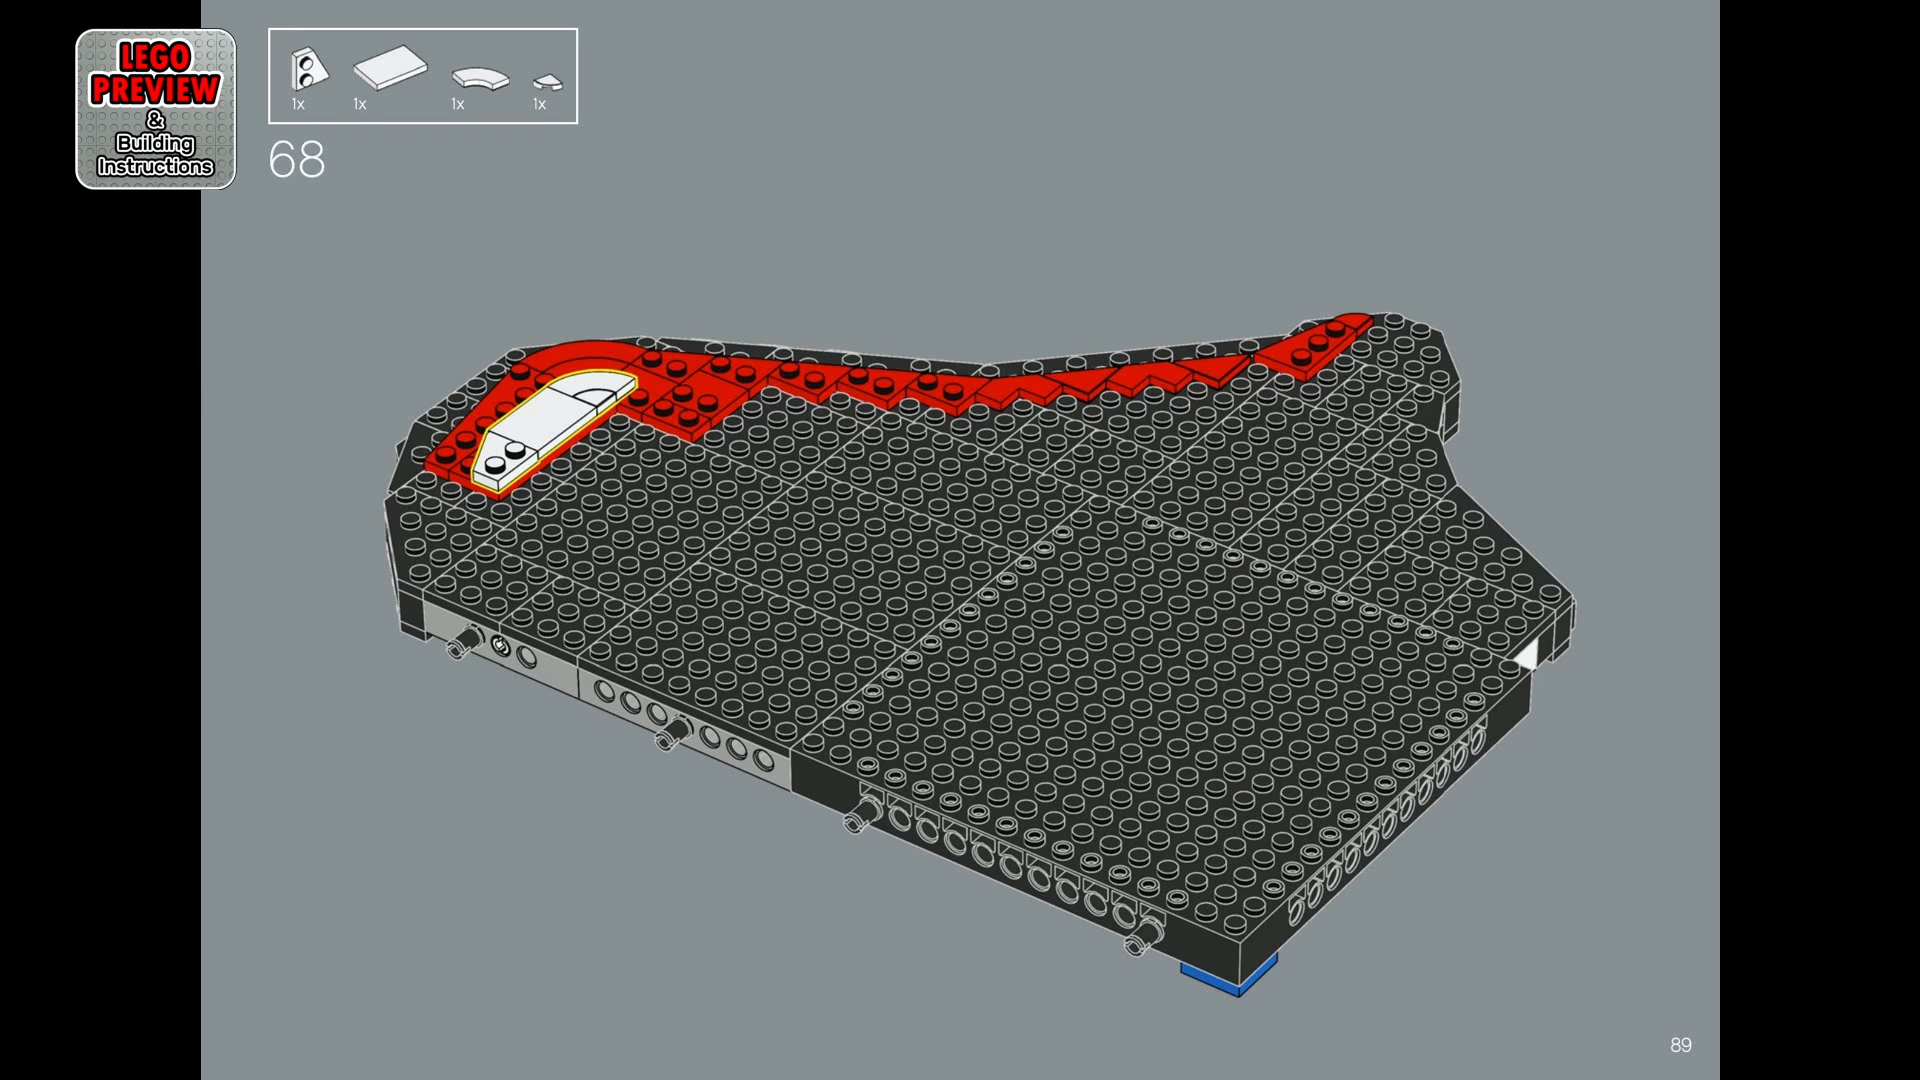 LEGO
PREVIEW
&
Building
Instructions
1x 1x 1x 1x
68
89